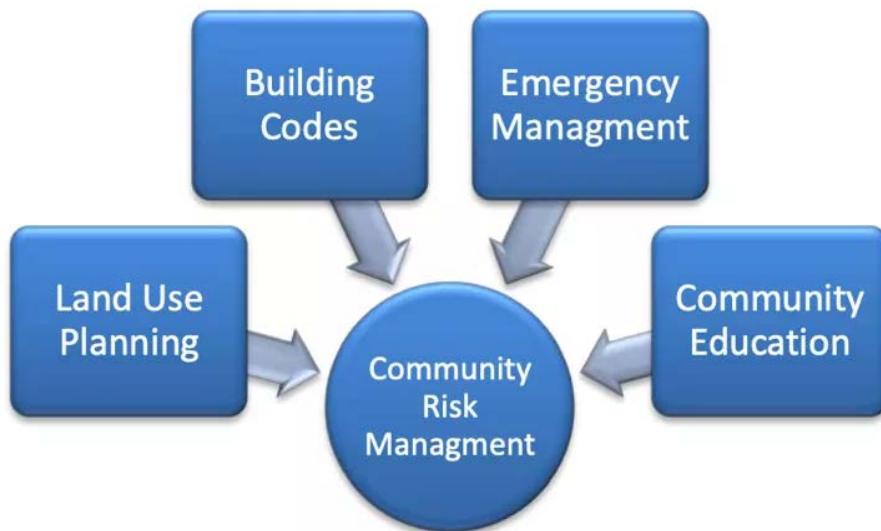 Building
Codes
Emergency
Managment
Land Use
Planning
Community
Education
Community
Risk
Managment